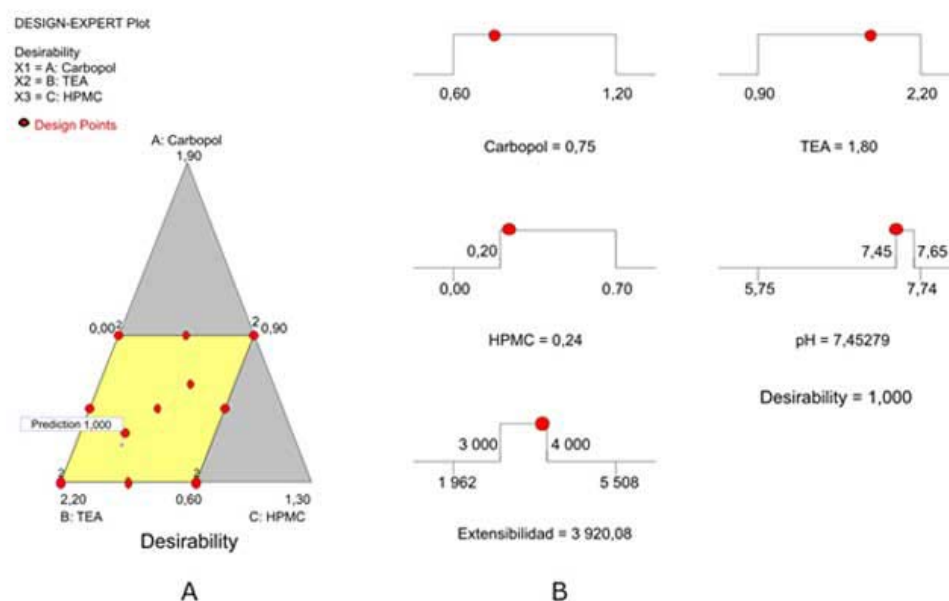 DESIGN-EXPERT Plot
Desirability
X1 = A: Carbopol
X2 = B: TEA
X3 = C: HPMC
Design Points
A: Carbopol
1,90
0,00
2
2
0,90
Prediction 1,000
2
2
2,20
0,60
1,30
B: TEA
C: HPMC
Desirability
A
0,60
1,20
Carbopol = 0,75
0,90
2,20
TEA = 1,80
0,20
0,00
0.70
HPMC = 0,24
7,45
7,65
5,75
7,74
pH = 7,45279
Desirability = 1,000
3 000
4 000
1 962
5 508
Extensibilidad = 3 920,08
B